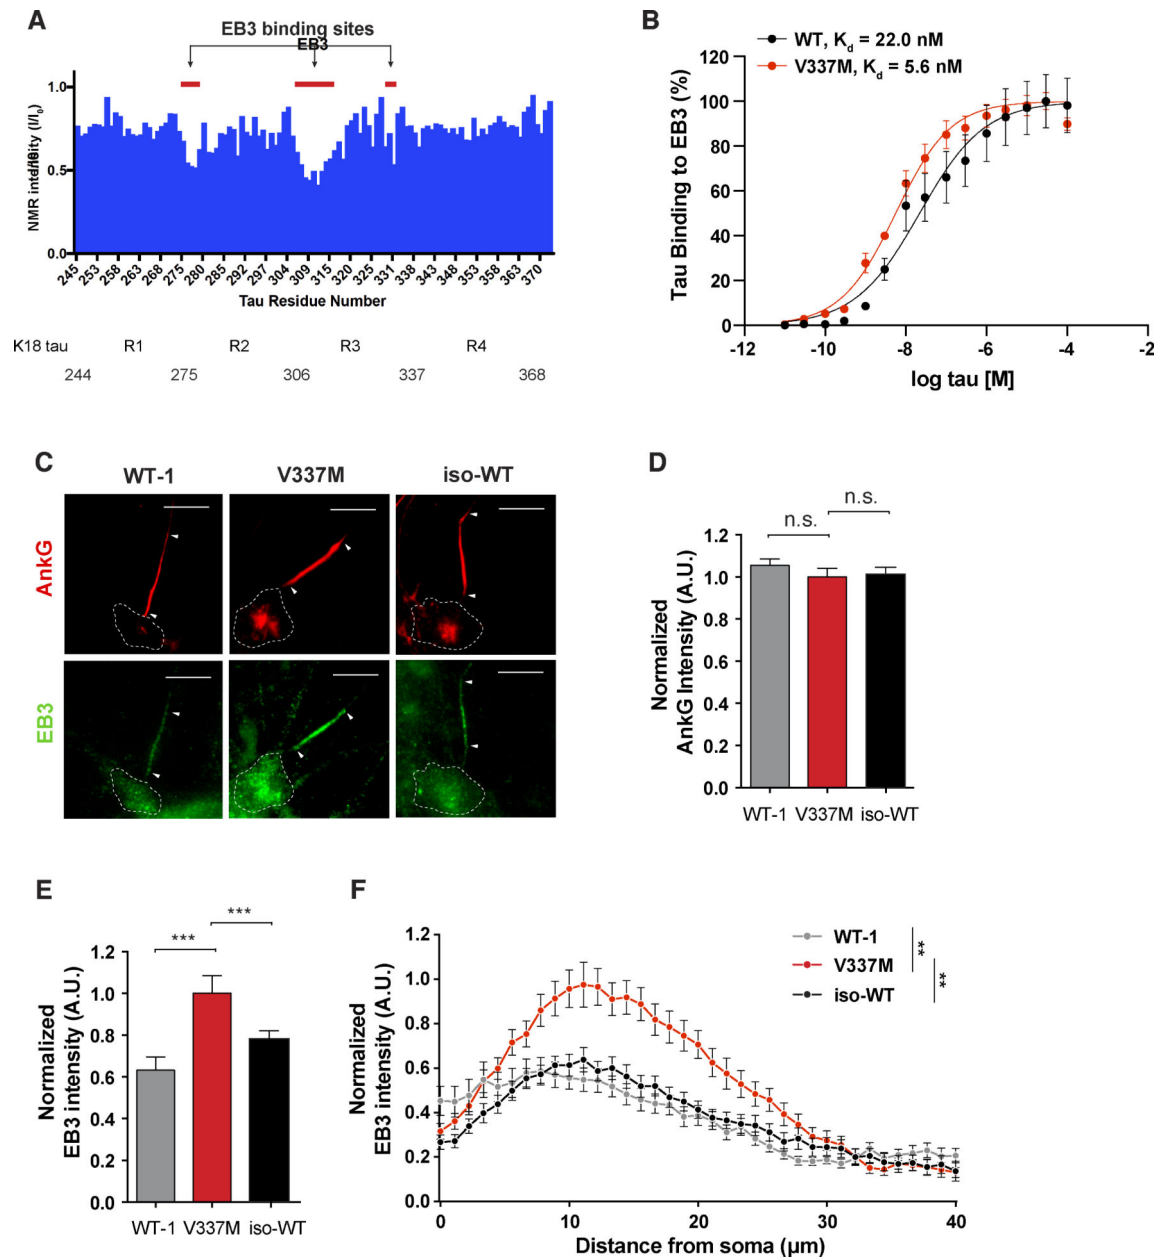 A
EB3 binding sites
EB3
NMR intensity (I/I0)
1.0
0.5
0.0
245 253 258 263 268 275 280 285 292 297 304 309 315 320 325 331 338 343 348 353 358 363 370
Tau Residue Number
K18 tau R1 R2 R3 R4
244 275 306 337 368
B
WT, Kd = 22.0 nM
V337M, Kd = 5.6 nM
Tau Binding to EB3 (%)
120
100
80
60
40
20
0
-12 -10 -8 -6 -4 -2
log tau [M]
C
WT-1 V337M iso-WT
AnkG
EB3
D
n.s.
n.s.
Normalized
AnkG Intensity (A.U.)
1.2
1.0
0.8
0.6
0.4
0.2
0.0
WT-1 V337M iso-WT
E
*** ***
Normalized
EB3 intensity (A.U.)
1.2
1.0
0.8
0.6
0.4
0.2
0.0
WT-1 V337M iso-WT
F
WT-1
V337M
iso-WT
**
**
Normalized
EB3 intensity (A.U.)
1.2
1.0
0.8
0.6
0.4
0.2
0.0
0 10 20 30 40
Distance from soma (μm)